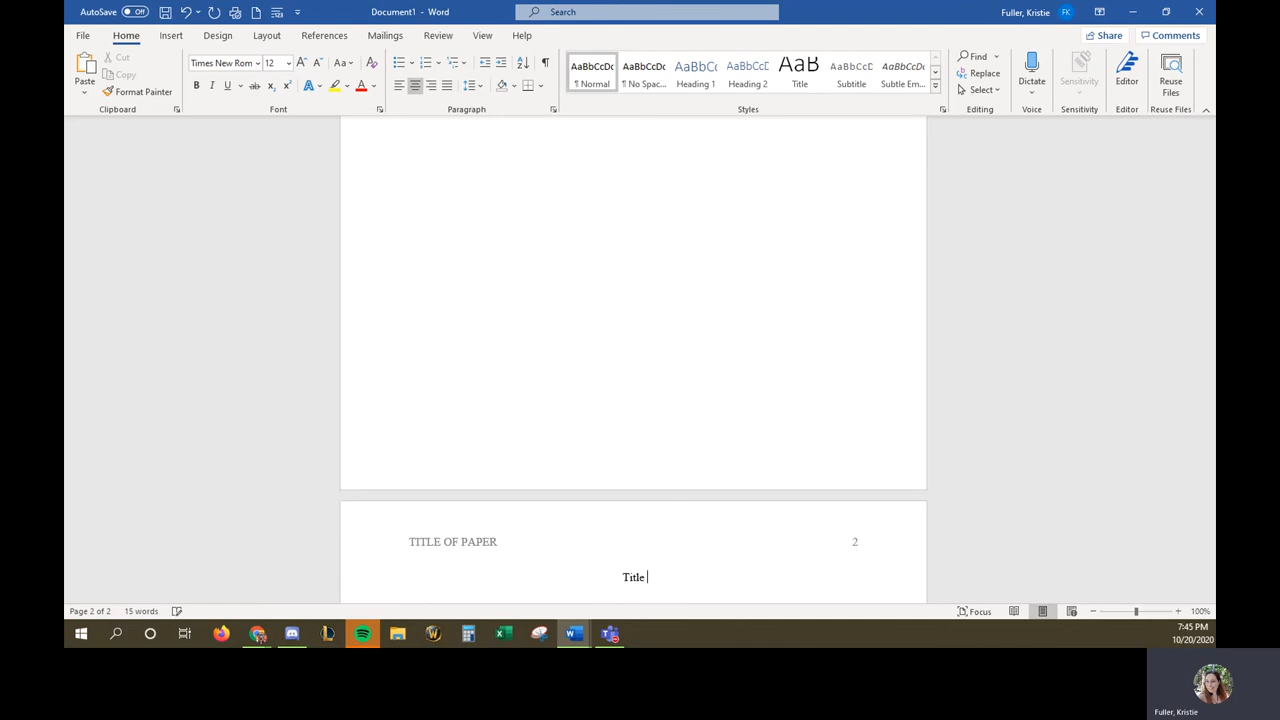 AutoSave Off Document1 - Word Search Fuller, Kristie FK
File Home Insert Design Layout References Mailings Review View Help Share Comments
Paste Cut Copy Format Painter Clipboard
Times New Rom 12 Aa Font
Paragraph
AaBbCcDc ¶ Normal AaBbCcDc ¶ No Spac... AaBbCc Heading 1 AaBbCcD Heading 2 AaB Title AaBbCcD Subtitle AaBbCcD Subtle Em... Styles
Find Replace Select Editing
Dictate Voice
Sensitivity Sensitivity
Editor Editor
Reuse Files Reuse Files
TITLE OF PAPER 2
Title
Page 2 of 2 15 words Focus 100%
7:45 PM
10/20/2020
Fuller, Kristie